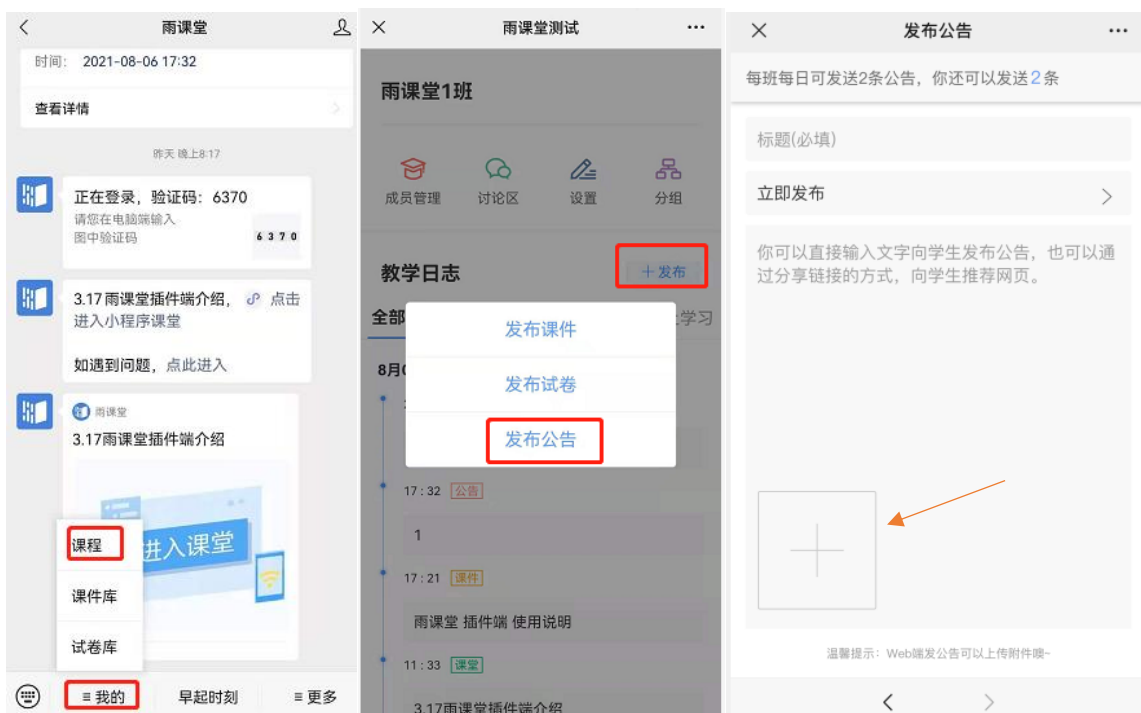 雨课堂
时间： 2021-08-06 17:32
查看详情
昨天 晚上8:17
正在登录，验证码：6370
请您在电脑端输入
图中验证码
6 3 7 0
3.17 雨课堂插件端介绍， 点击
进入小程序课堂
如遇到问题，点此进入
雨课堂
3.17雨课堂插件端介绍
进入课堂
课程
课件库
试卷库
≡ 我的
早起时刻
≡ 更多
雨课堂测试
雨课堂1班
成员管理
讨论区
设置
分组
教学日志
＋发布
全部
学习
发布课件
发布试卷
发布公告
8月
17 : 32 公告
1
17 : 21 课件
雨课堂 插件端 使用说明
11 : 33 课堂
3.17雨课堂插件端介绍
发布公告
每班每日可发送2条公告，你还可以发送 2 条
标题(必填)
立即发布
你可以直接输入文字向学生发布公告，也可以通
过分享链接的方式，向学生推荐网页。
温馨提示：Web端发公告可以上传附件噢~